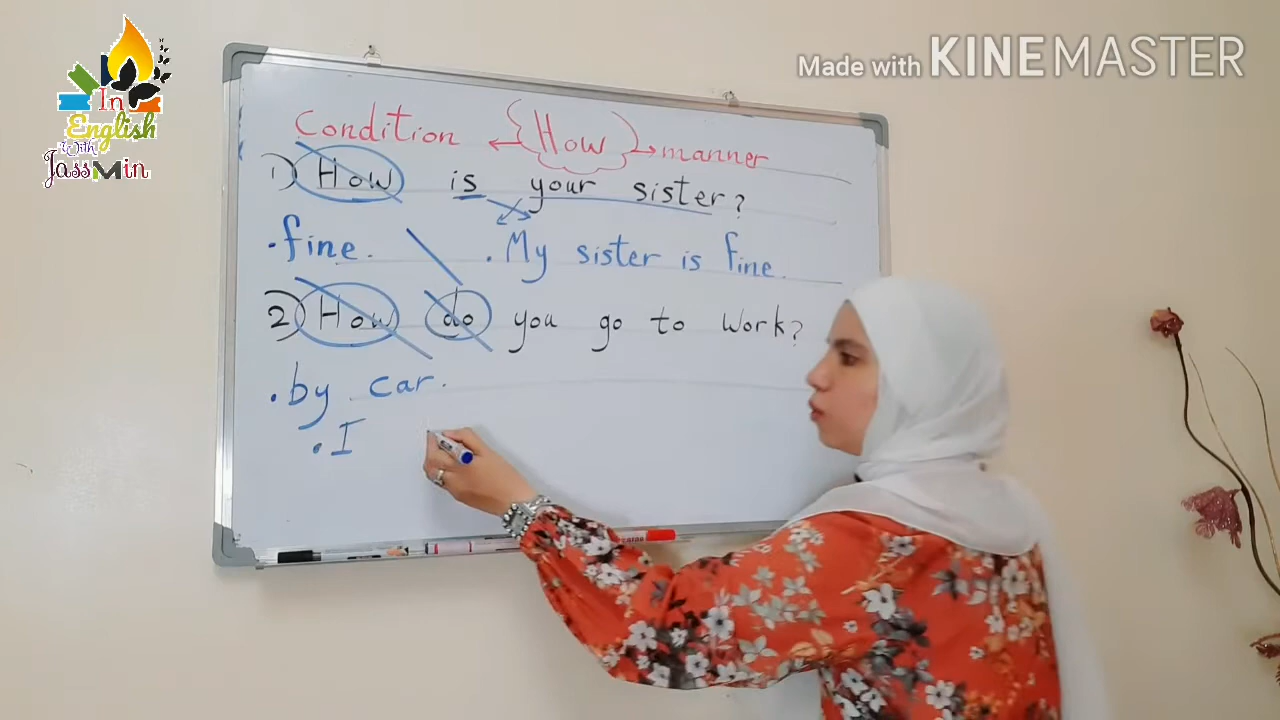 In
English
with
JassMin
Made with KINEMASTER
Condition ← How → manner
1) How is your sister?
. fine. . My sister is fine.
2) How do you go to work?
. by car.
. I